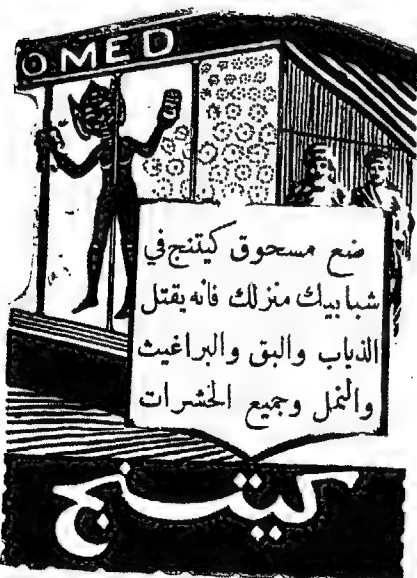 OMED
ضع مسحوق كيتنج في
شبابيك منزلك فانه يقتل
الذباب والبق والبراغيث
والنمل وجميع الحشرات
كيتنج